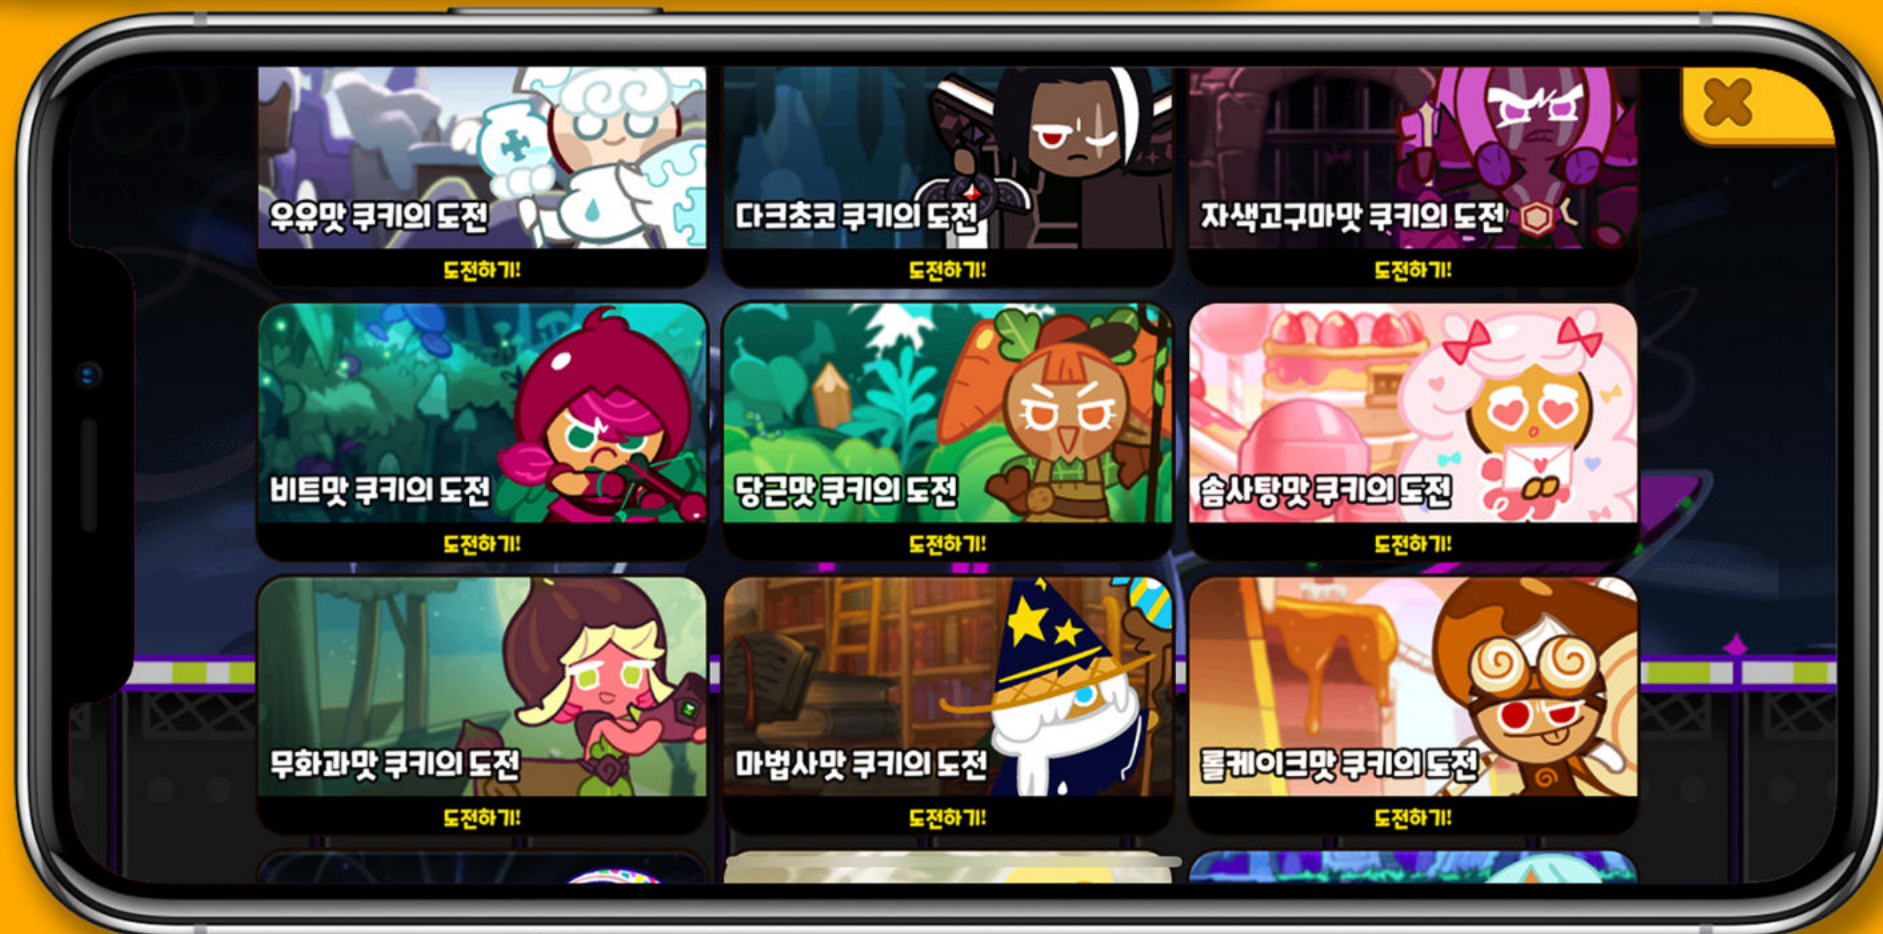 우유맛 쿠키의 도전
다크초코 쿠키의 도전
자색고구마맛 쿠키의 도전
도전하기!
도전하기!
도전하기!
비트맛 쿠키의 도전
당근맛 쿠키의 도전
솜사탕맛 쿠키의 도전
도전하기!
도전하기!
도전하기!
무화과맛 쿠키의 도전
마법사맛 쿠키의 도전
롤케이크맛 쿠키의 도전
도전하기!
도전하기!
도전하기!